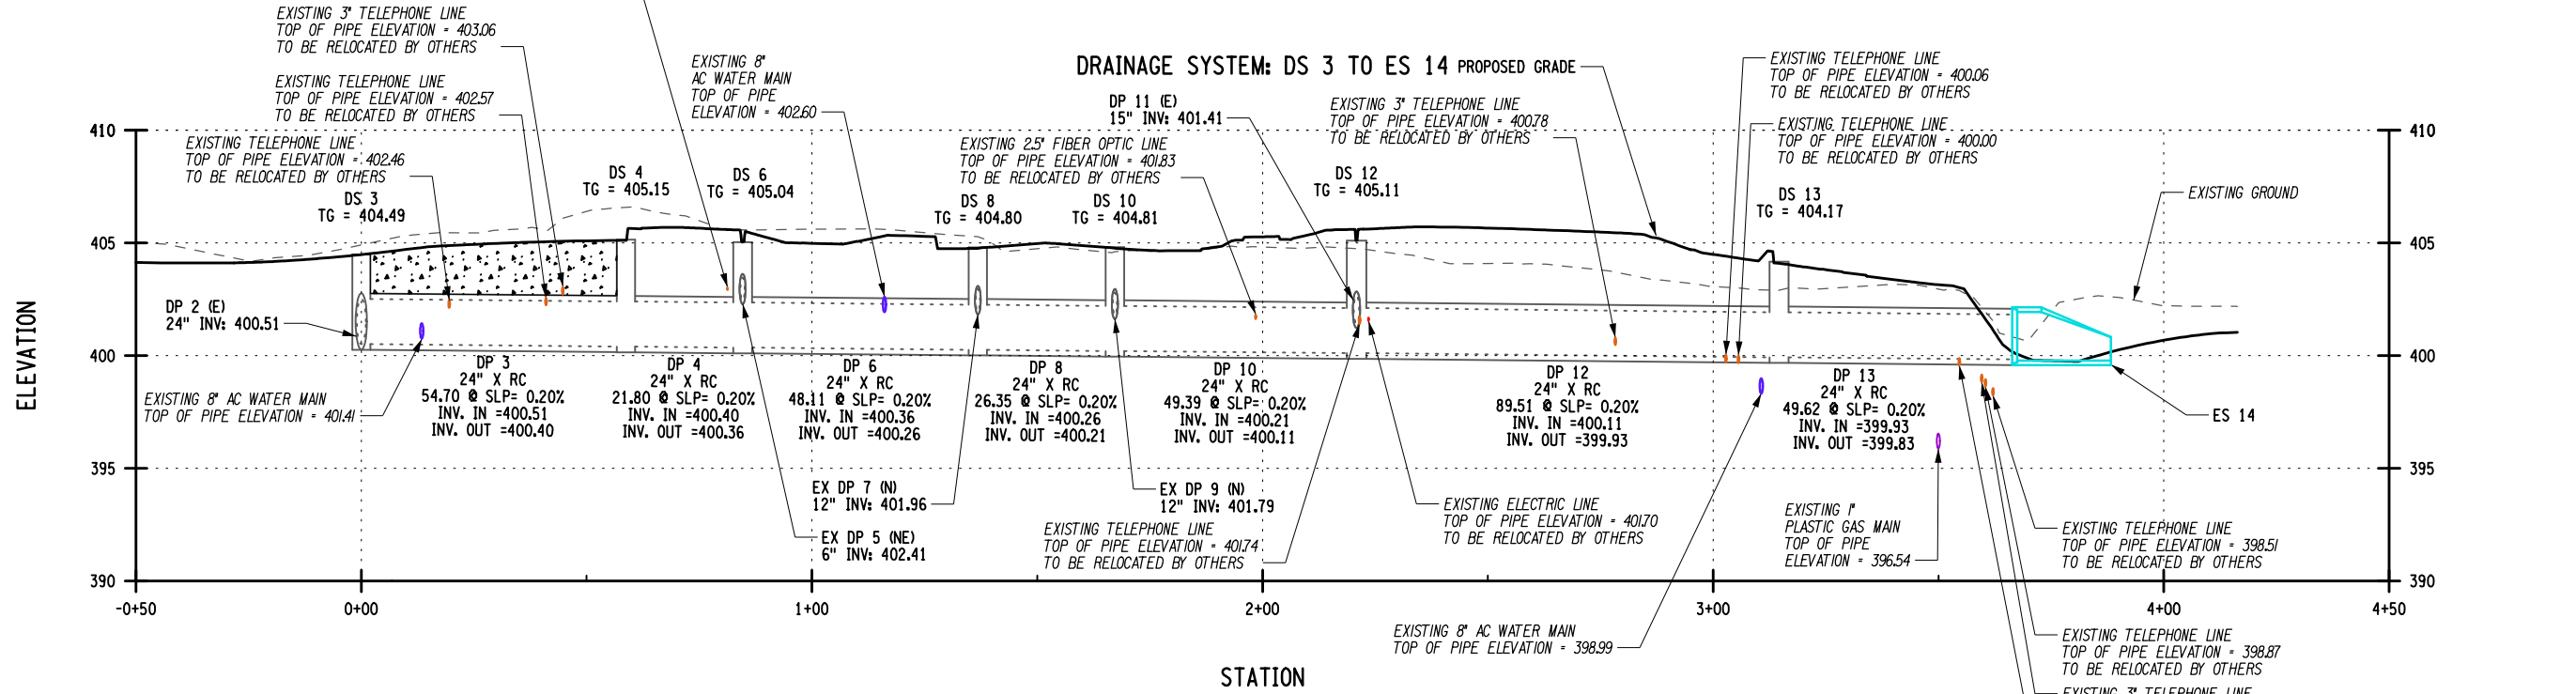 EXISTING 3" TELEPHONE LINE
TOP OF PIPE ELEVATION = 403.06
TO BE RELOCATED BY OTHERS
EXISTING TELEPHONE LINE
TOP OF PIPE ELEVATION = 402.57
TO BE RELOCATED BY OTHERS
EXISTING TELEPHONE LINE
TOP OF PIPE ELEVATION = 402.46
TO BE RELOCATED BY OTHERS
EXISTING 8"
AC WATER MAIN
TOP OF PIPE
ELEVATION = 402.60
DRAINAGE SYSTEM: DS 3 TO ES 14
PROPOSED GRADE
DP 11 (E)
15" INV: 401.41
EXISTING 2.5" FIBER OPTIC LINE
TOP OF PIPE ELEVATION = 401.83
TO BE RELOCATED BY OTHERS
EXISTING 3" TELEPHONE LINE
TOP OF PIPE ELEVATION = 400.78
TO BE RELOCATED BY OTHERS
EXISTING TELEPHONE LINE
TOP OF PIPE ELEVATION = 400.06
TO BE RELOCATED BY OTHERS
EXISTING TELEPHONE LINE
TOP OF PIPE ELEVATION = 400.00
TO BE RELOCATED BY OTHERS
EXISTING GROUND
DS 3
TG = 404.49
DS 4
TG = 405.15
DS 6
TG = 405.04
DS 8
TG = 404.80
DS 10
TG = 404.81
DS 12
TG = 405.11
DS 13
TG = 404.17
ELEVATION
410
405
400
395
390
410
405
400
395
390
DP 2 (E)
24" INV: 400.51
EXISTING 8" AC WATER MAIN
TOP OF PIPE ELEVATION = 401.41
DP 3
24" X RC
54.70 @ SLP= 0.20%
INV. IN =400.51
INV. OUT =400.40
DP 4
24" X RC
21.80 @ SLP= 0.20%
INV. IN =400.40
INV. OUT =400.36
DP 6
24" X RC
48.11 @ SLP= 0.20%
INV. IN =400.36
INV. OUT =400.26
DP 8
24" X RC
26.35 @ SLP= 0.20%
INV. IN =400.26
INV. OUT =400.21
DP 10
24" X RC
49.39 @ SLP= 0.20%
INV. IN =400.21
INV. OUT =400.11
DP 12
24" X RC
89.51 @ SLP= 0.20%
INV. IN =400.11
INV. OUT =399.93
DP 13
24" X RC
49.62 @ SLP= 0.20%
INV. IN =399.93
INV. OUT =399.83
ES 14
EX DP 7 (N)
12" INV: 401.96
EX DP 5 (NE)
6" INV: 402.41
EX DP 9 (N)
12" INV: 401.79
EXISTING TELEPHONE LINE
TOP OF PIPE ELEVATION = 401.74
TO BE RELOCATED BY OTHERS
EXISTING ELECTRIC LINE
TOP OF PIPE ELEVATION = 401.70
TO BE RELOCATED BY OTHERS
EXISTING 1"
PLASTIC GAS MAIN
TOP OF PIPE
ELEVATION = 396.54
EXISTING TELEPHONE LINE
TOP OF PIPE ELEVATION = 398.51
TO BE RELOCATED BY OTHERS
-0+50
0+00
1+00
2+00
3+00
4+00
4+50
EXISTING 8" AC WATER MAIN
TOP OF PIPE ELEVATION = 398.99
EXISTING TELEPHONE LINE
TOP OF PIPE ELEVATION = 398.87
TO BE RELOCATED BY OTHERS
STATION
EXISTING 3" TELEPHONE LINE